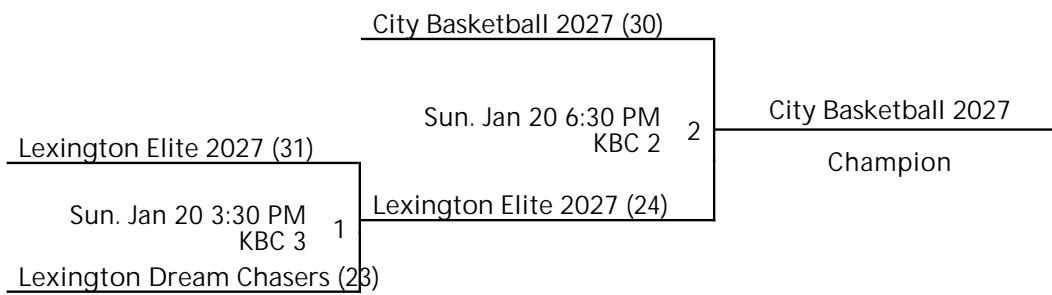 City Basketball 2027 (30)
Sun. Jan 20 6:30 PM
KBC 2
2
City Basketball 2027
Champion
Lexington Elite 2027 (31)
Sun. Jan 20 3:30 PM
KBC 3
1
Lexington Elite 2027 (24)
Lexington Dream Chasers (23)